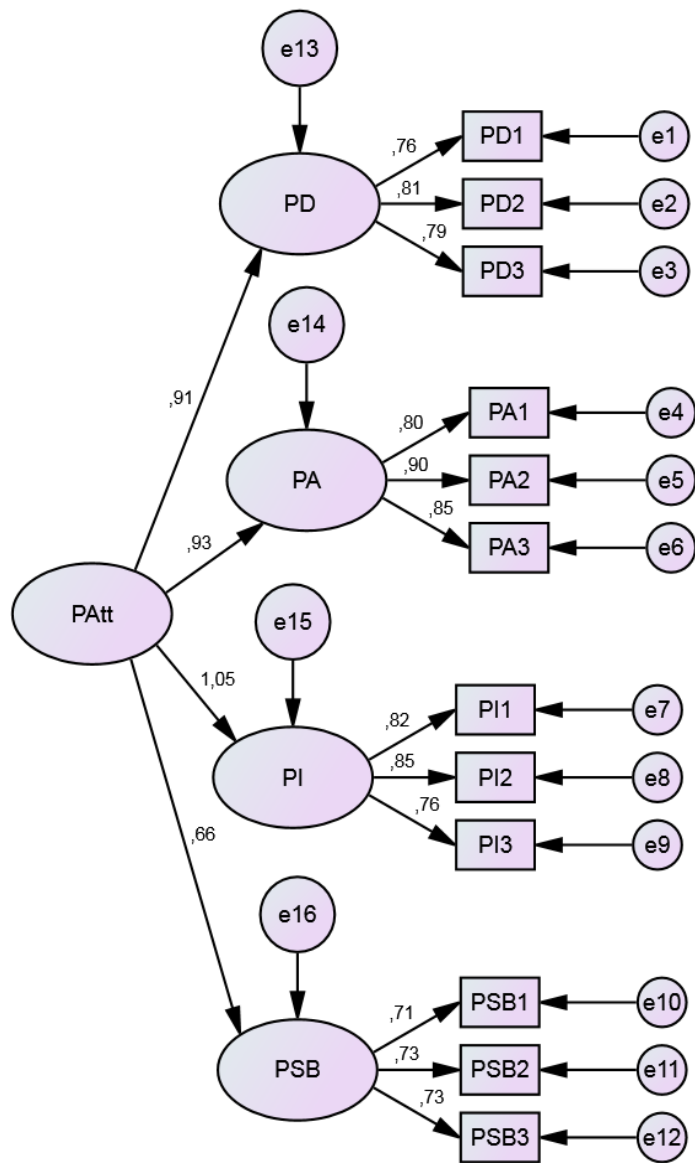 e13
PD
,76
PD1
e1
,81
PD2
e2
,79
PD3
e3
e14
,91
PA
,80
PA1
e4
,90
PA2
e5
,85
PA3
e6
,93
PAtt
e15
1,05
PI
,82
PI1
e7
,85
PI2
e8
,76
PI3
e9
,66
e16
PSB
,71
PSB1
e10
,73
PSB2
e11
,73
PSB3
e12